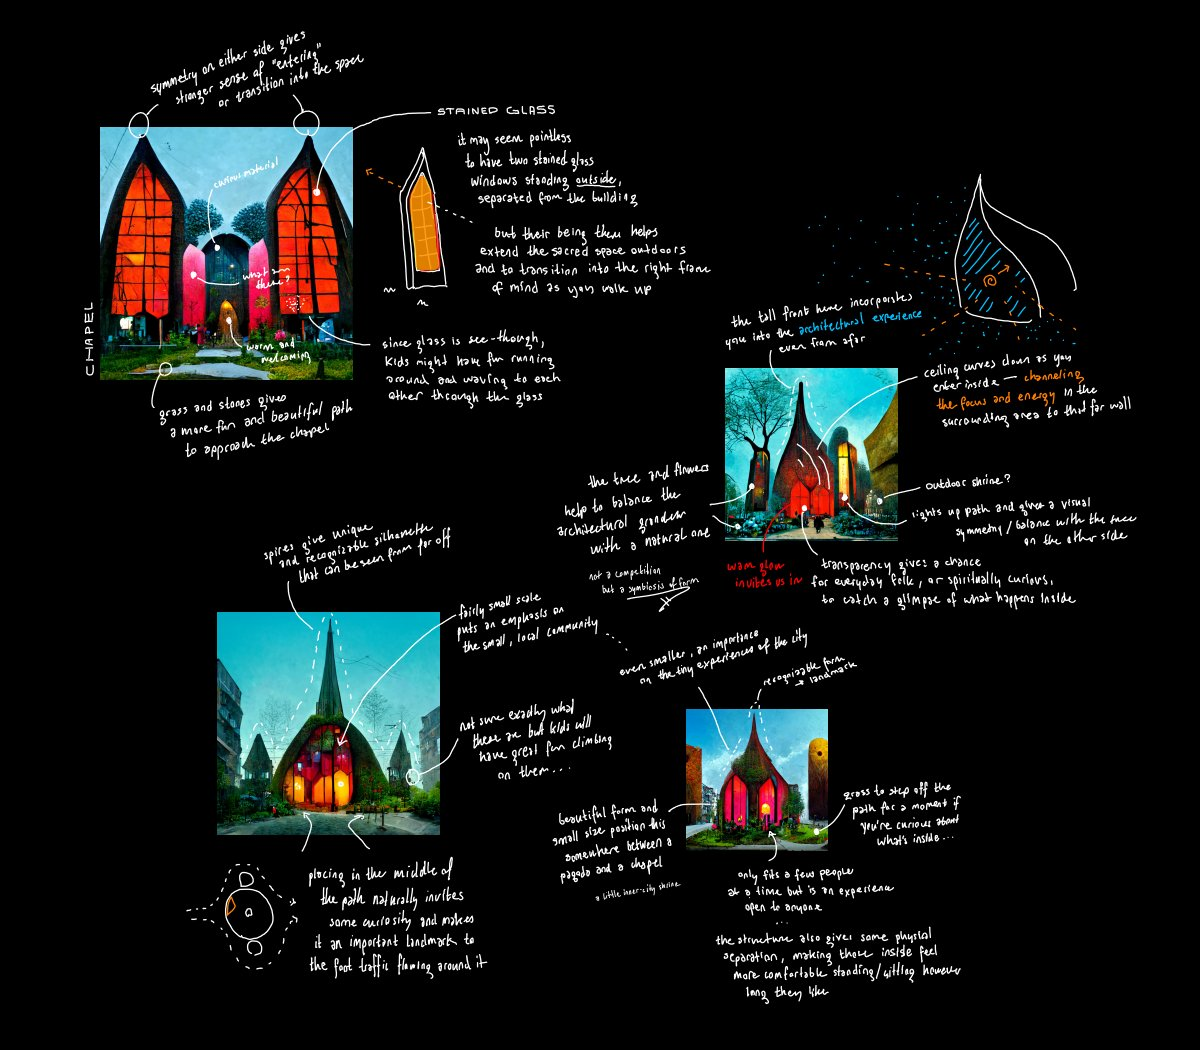 symmetry on either side gives
stronger sense of "entering"
or transition into the space
STAINED GLASS
it may seem pointless
to have two stained glass
windows standing outside,
separated from the building
but their being there helps
extend the sacred space outdoors
and to transition into the right frame
of mind as you walk up
curious material
what are
these?
warm and
welcoming
CHAPEL
since glass is see-though,
kids might have fun running
around and waving to each
other through the glass
grass and stones gives
a more fun and beautiful path
to approach the chapel
the tall front here incorporates
you into the architectural experience
even from afar
ceiling curves down as you
enter inside — channeling
the focus and energy in the
surrounding area to that far wall
the tree and flowers
help to balance the
architectural grandeur
with a natural one
not a competition
but a symbiosis of form
outdoor shrine?
lights up path and gives a visual
symmetry / balance with the tree
on the other side
warm glow
invites us in
transparency gives a chance
for everyday folk, or spiritually curious,
to catch a glimpse of what happens inside
spires give unique
and recognizable silhouette
that can be seen from far off
fairly small scale
puts an emphasis on
the small, local community
not sure exactly what
these are but kids will
have great fun climbing
on them...
placing in the middle of
the path naturally invites
some curiosity and makes
it an important landmark to
the foot traffic flowing around it
even smaller, an importance
on the tiny experiences of the city
recognizable form
→ landmark
beautiful form and
small size position this
somewhere between a
pagoda and a chapel
a little inner-city shrine
grass to step off the
path for a moment if
you're curious about
what's inside...
only fits a few people
at a time but is an experience
open to anyone
...
the structure also gives some physical
separation, making those inside feel
more comfortable standing/sitting however
long they like